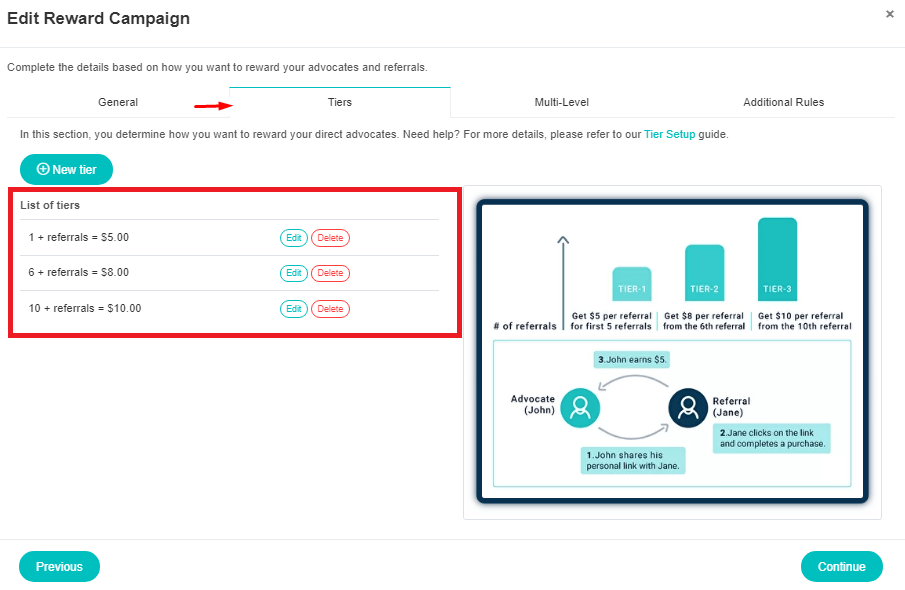 Edit Reward Campaign
×
Complete the details based on how you want to reward your advocates and referrals.
General
Tiers
Multi-Level
Additional Rules
In this section, you determine how you want to reward your direct advocates. Need help? For more details, please refer to our Tier Setup guide.
New tier
List of tiers
1 + referrals = $5.00 Edit Delete
6 + referrals = $8.00 Edit Delete
10 + referrals = $10.00 Edit Delete
TIER-1
TIER-2
TIER-3
# of referrals
Get $5 per referral
for first 5 referrals
Get $8 per referral
from the 6th referral
Get $10 per referral
from the 10th referral
3.John earns $5.
Advocate
(John)
Referral
(Jane)
2.Jane clicks on the link
and completes a purchase.
1.John shares his
personal link with Jane.
Previous
Continue